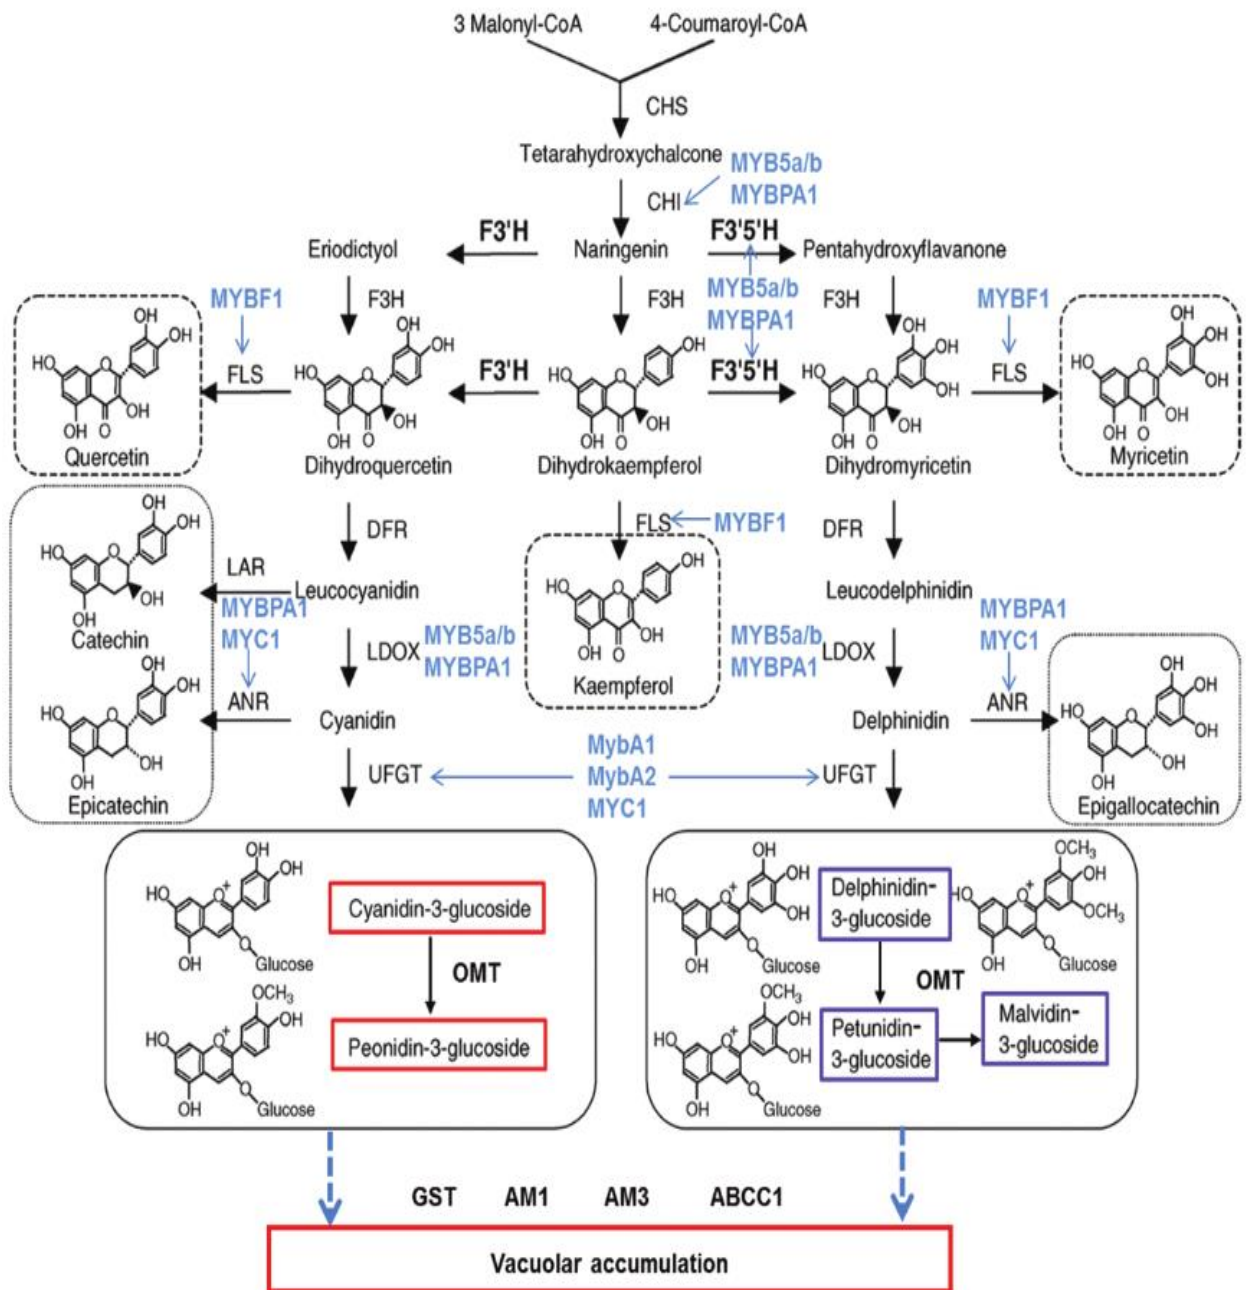 3 Malonyl-CoA
4-Coumaroyl-CoA
CHS
Tetarahydroxychalcone
MYB5a/b
MYBPA1
CHI
F3'H
F3'5'H
Eriodictyol
Naringenin
Pentahydroxyflavanone
MYBF1
F3H
F3H
MYB5a/b
MYBPA1
F3H
MYBF1
OH
OH
HO
O
OH
OH
O
Quercetin
FLS
OH
OH
HO
O
OH
OH
O
Dihydroquercetin
F3'H
OH
HO
O
OH
OH
O
Dihydrokaempferol
F3'5'H
OH
OH
OH
HO
O
OH
OH
O
Dihydromyricetin
FLS
OH
OH
OH
HO
O
OH
OH
O
Myricetin
DFR
FLS
MYBF1
DFR
OH
OH
HO
O
OH
OH
Catechin
LAR
Leucocyanidin
MYBPA1
MYC1
OH
HO
O
OH
OH
O
Kaempferol
Leucodelphinidin
MYBPA1
MYC1
LDOX
MYB5a/b
MYBPA1
MYB5a/b
MYBPA1
LDOX
OH
OH
HO
O
OH
OH
Epicatechin
ANR
Cyanidin
Delphinidin
ANR
OH
OH
OH
HO
O
OH
OH
Epigallocatechin
UFGT
MybA1
MybA2
MYC1
UFGT
OH
OH
HO
O+
O
OH
Glucose
Cyanidin-3-glucoside
OMT
OCH3
OH
HO
O+
O
OH
Glucose
Peonidin-3-glucoside
OH
OH
OH
HO
O+
O
OH
Glucose
Delphinidin-
3-glucoside
OCH3
OH
OCH3
HO
O+
O
OH
Glucose
OMT
OCH3
OH
OH
HO
O+
O
OH
Glucose
Petunidin-
3-glucoside
Malvidin-
3-glucoside
GST
AM1
AM3
ABCC1
Vacuolar accumulation